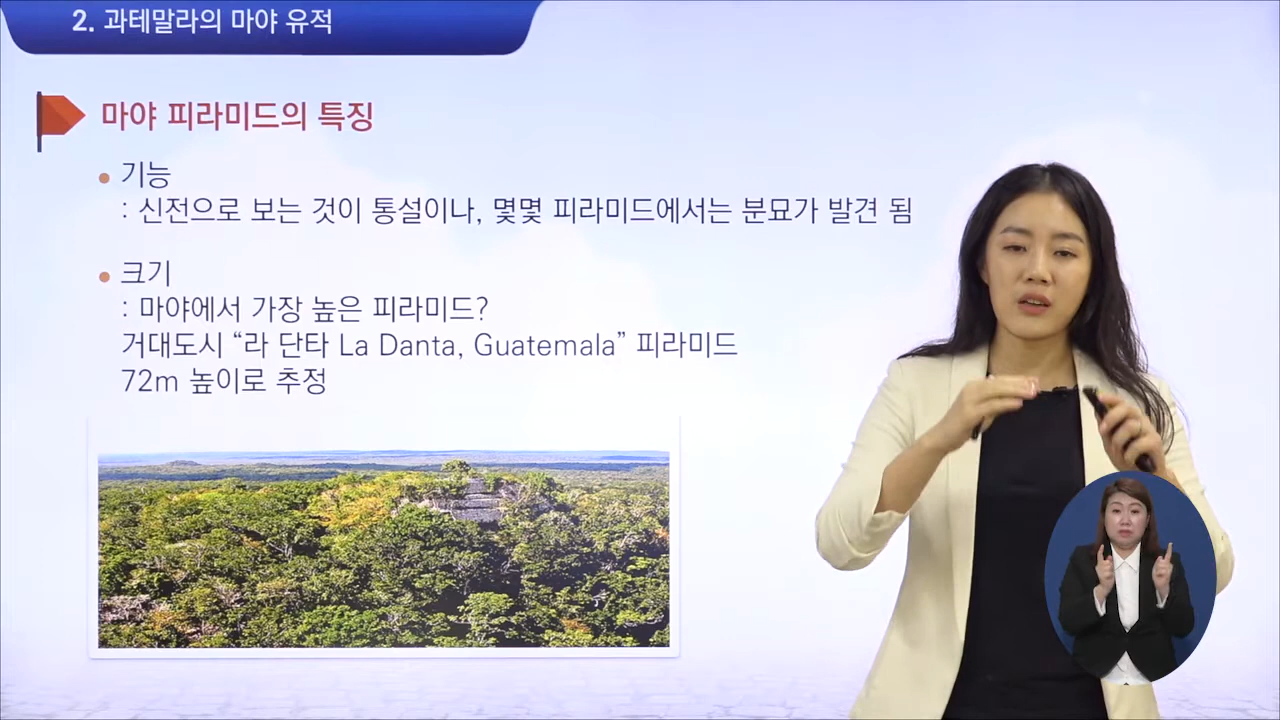 2. 과테말라의 마야 유적
마야 피라미드의 특징
• 기능
: 신전으로 보는 것이 통설이나, 몇몇 피라미드에서는 분묘가 발견 됨
• 크기
: 마야에서 가장 높은 피라미드?
거대도시 “라 단타 La Danta, Guatemala” 피라미드
72m 높이로 추정